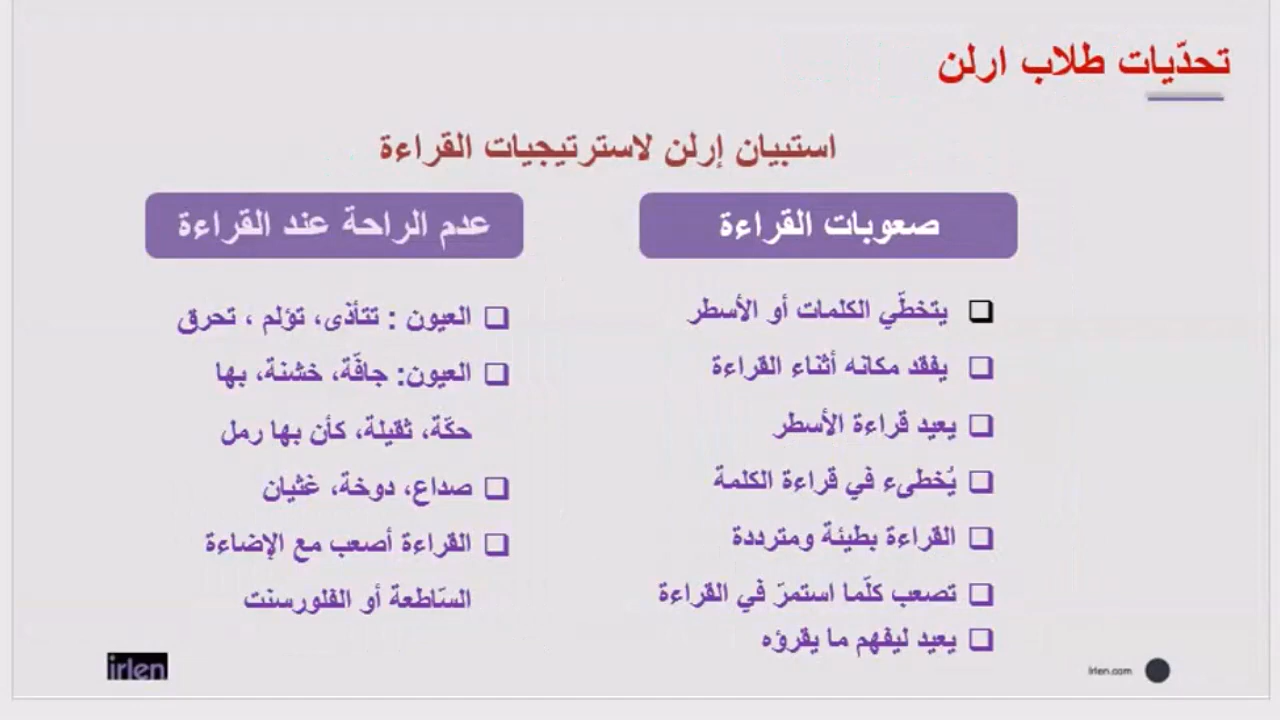 تحدّيات طلاب ارلن
استبيان إرلن لاسترتيجيات القراءة
صعوبات القراءة
يتخطّي الكلمات أو الأسطر
يفقد مكانه أثناء القراءة
يعيد قراءة الأسطر
يُخطىء في قراءة الكلمة
القراءة بطيئة ومترددة
تصعب كلّما استمرّ في القراءة
يعيد ليفهم ما يقرؤه
عدم الراحة عند القراءة
العيون : تتأذى، تؤلم ، تحرق
العيون: جافّة، خشنة، بها
حكّة، ثقيلة، كأن بها رمل
صداع، دوخة، غثيان
القراءة أصعب مع الإضاءة
السّاطعة أو الفلورسنت
irlen
Irlen.com